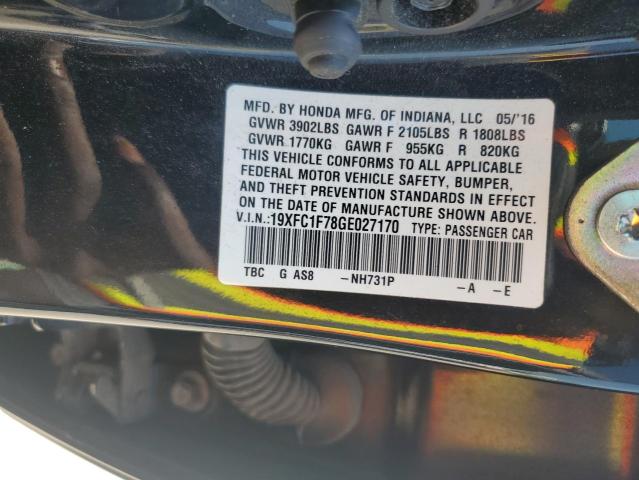 MFD. BY HONDA MFG. OF INDIANA, LLC 05/'16
GVWR 3902LBS GAWR F 2105LBS R 1808LBS
GVWR 1770KG GAWR F 955KG R 820KG
THIS VEHICLE CONFORMS TO ALL APPLICABLE
FEDERAL MOTOR VEHICLE SAFETY, BUMPER,
AND THEFT PREVENTION STANDARDS IN EFFECT
ON THE DATE OF MANUFACTURE SHOWN ABOVE.
V.I.N.:19XFC1F78GE027170 TYPE: PASSENGER CAR
TBC G AS8 -NH731P -A -E